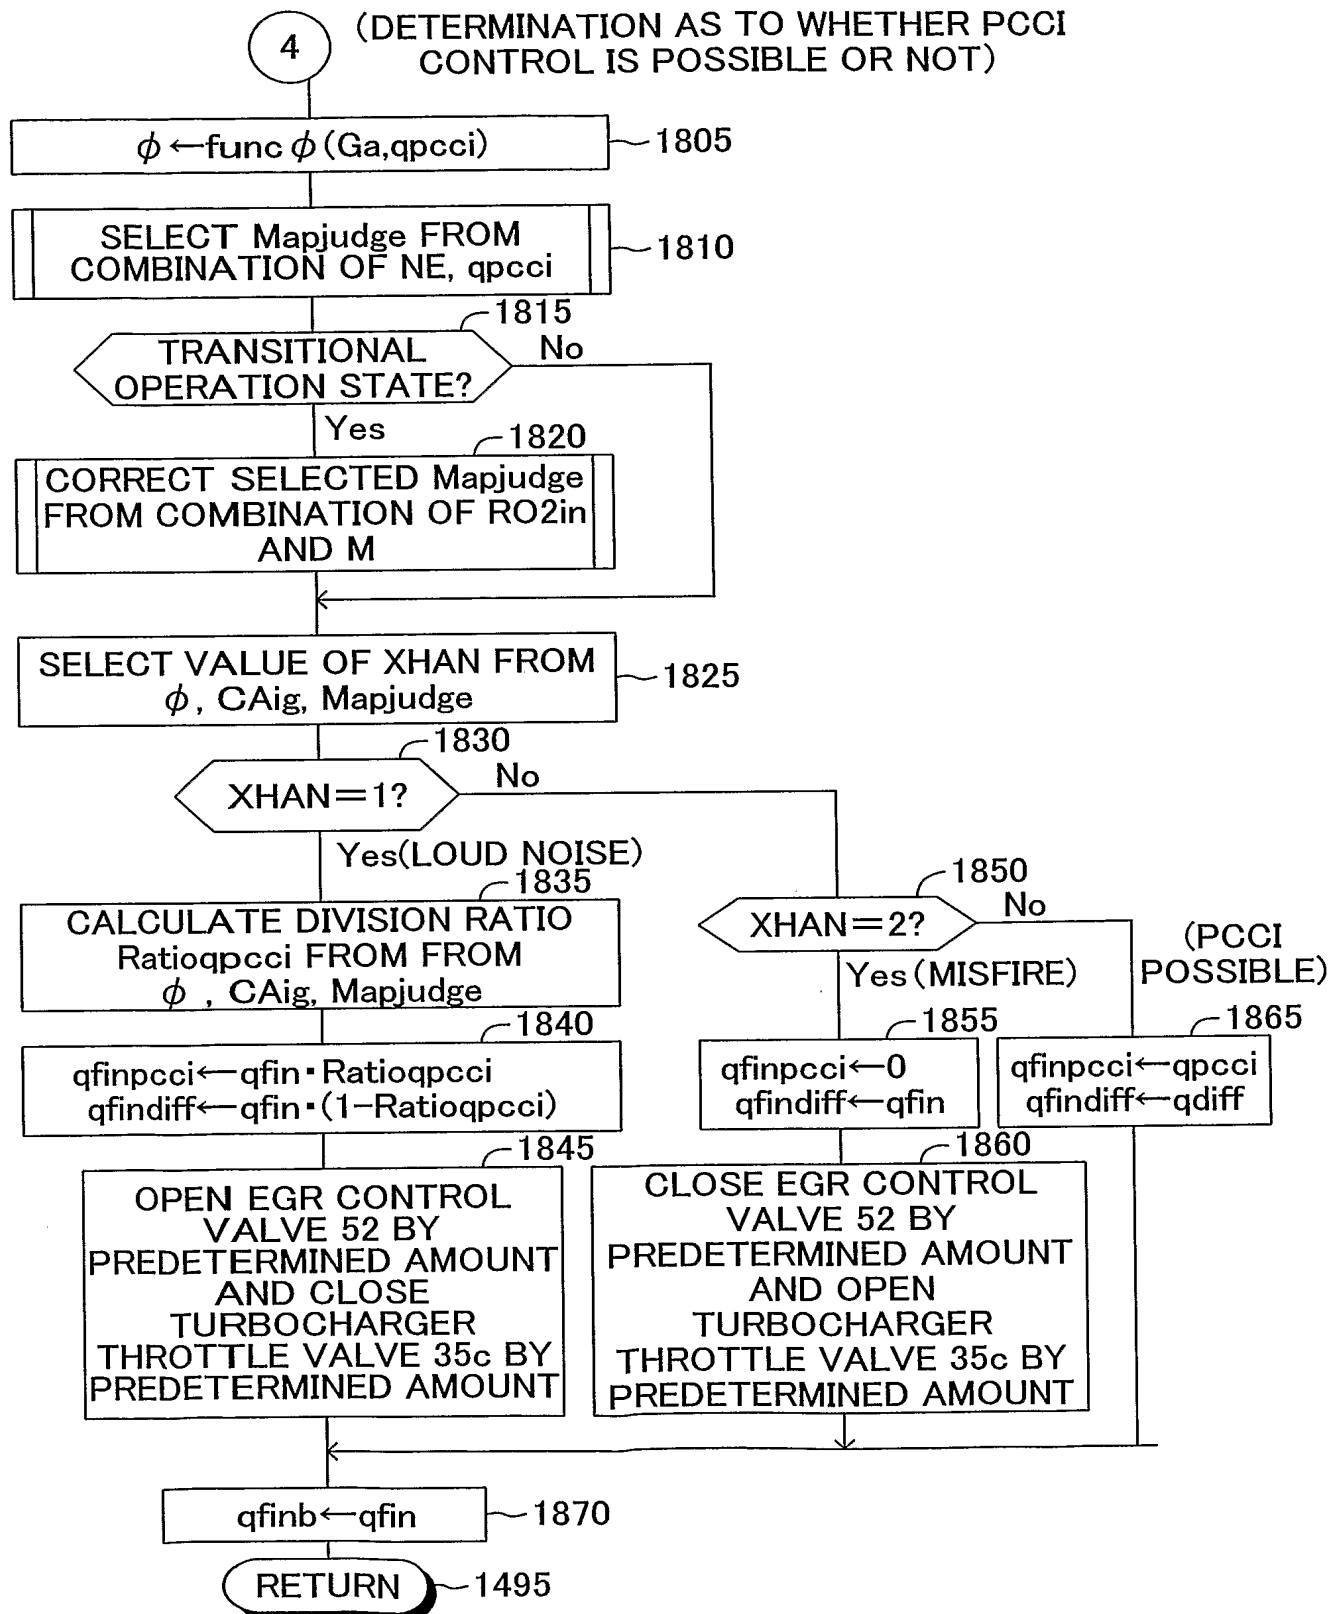 4
(DETERMINATION AS TO WHETHER PCCI
CONTROL IS POSSIBLE OR NOT)
ϕ←func ϕ(Ga,qpcci)
1805
SELECT Mapjudge FROM
COMBINATION OF NE, qpcci
1810
1815
TRANSITIONAL
OPERATION STATE?
No
Yes
1820
CORRECT SELECTED Mapjudge
FROM COMBINATION OF RO2in
AND M
SELECT VALUE OF XHAN FROM
ϕ, CAig, Mapjudge
1825
1830
XHAN=1?
No
Yes(LOUD NOISE)
1835
CALCULATE DIVISION RATIO
Ratioqpcci FROM FROM
ϕ , CAig, Mapjudge
1840
qfinpcci←qfin·Ratioqpcci
qfindiff←qfin·(1-Ratioqpcci)
1845
OPEN EGR CONTROL
VALVE 52 BY
PREDETERMINED AMOUNT
AND CLOSE
TURBOCHARGER
THROTTLE VALVE 35c BY
PREDETERMINED AMOUNT
1850
XHAN=2?
No
Yes(MISFIRE)
(PCCI
POSSIBLE)
1855
qfinpcci←0
qfindiff←qfin
1865
qfinpcci←qpcci
qfindiff←qdiff
1860
CLOSE EGR CONTROL
VALVE 52 BY
PREDETERMINED AMOUNT
AND OPEN
TURBOCHARGER
THROTTLE VALVE 35c BY
PREDETERMINED AMOUNT
qfinb←qfin
1870
RETURN
1495